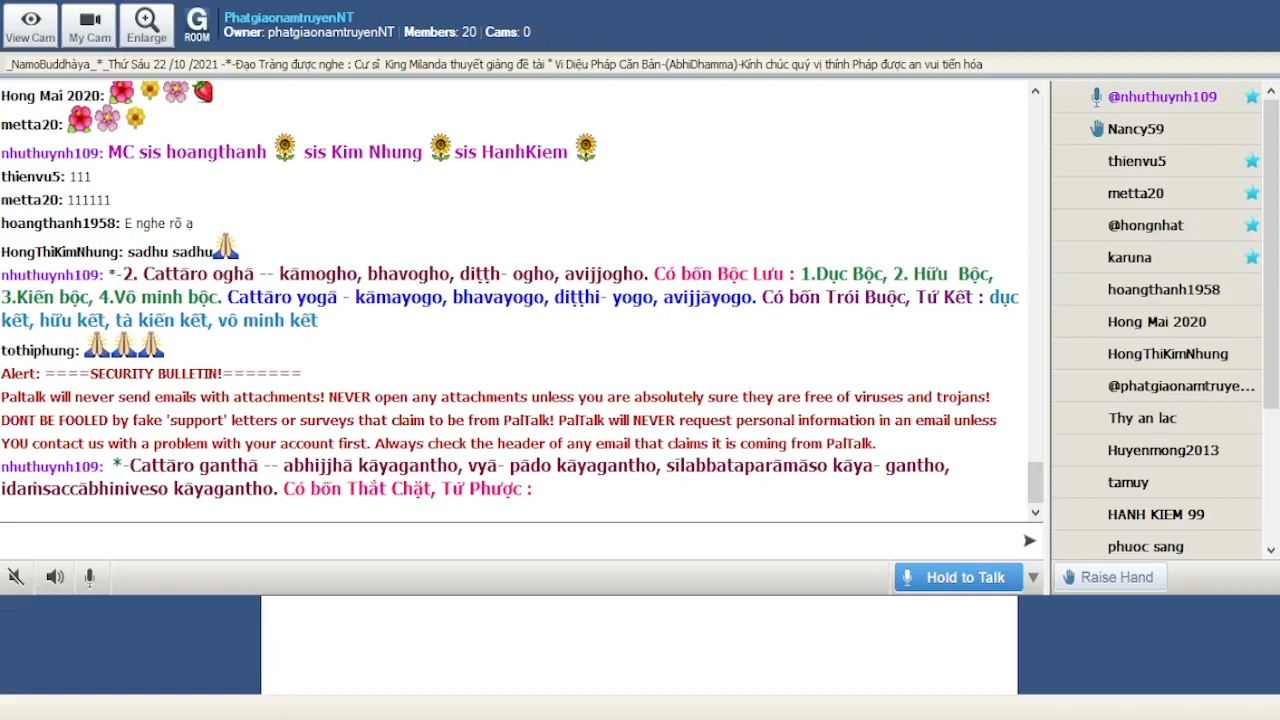 View Cam
My Cam
Enlarge
G
ROOM
PhatgiaonamtruyenNT
Owner: phatgiaonamtruyenNT | Members: 20 | Cams: 0
_NamoBuddhàya_*_Thứ Sáu 22 /10 /2021 -*-Đạo Tràng được nghe : Cư sĩ  King Milanda thuyết giảng đề tài " Vi Diệu Pháp Căn Bản-(AbhiDhamma)-Kính chúc quý vị thính Pháp được an vui tiến hóa
Hong Mai 2020:
metta20:
nhuthuynh109: MC sis hoangthanh sis Kim Nhung sis HanhKiem
thienvu5: 111
metta20: 111111
hoangthanh1958: E nghe rõ ạ
HongThiKimNhung: sadhu sadhu
nhuthuynh109: *-2. Cattāro oghā -- kāmogho, bhavogho, diṭṭh- ogho, avijjogho. Có bốn Bộc Lưu : 1.Dục Bộc, 2. Hữu  Bộc,
3.Kiến bộc, 4.Vô minh bộc. Cattāro yogā - kāmayogo, bhavayogo, diṭṭhi- yogo, avijjāyogo. Có bốn Trói Buộc, Tứ Kết : dục
kết, hữu kết, tà kiến kết, vô minh kết
tothiphung:
Alert: ====SECURITY BULLETIN!=======
Paltalk will never send emails with attachments! NEVER open any attachments unless you are absolutely sure they are free of viruses and trojans!
DONT BE FOOLED by fake 'support' letters or surveys that claim to be from PalTalk! PalTalk will NEVER request personal information in an email unless
YOU contact us with a problem with your account first. Always check the header of any email that claims it is coming from PalTalk.
nhuthuynh109: *-Cattāro ganthā -- abhijjhā kāyagantho, vyā- pādo kāyagantho, sīlabbataparāmāso kāya- gantho,
idaṁsaccābhiniveso kāyagantho. Có bốn Thắt Chặt, Tứ Phược :
Hold to Talk
@nhuthuynh109
Nancy59
thienvu5
metta20
@hongnhat
karuna
hoangthanh1958
Hong Mai 2020
HongThiKimNhung
@phatgiaonamtruye...
Thy an lac
Huyenmong2013
tamuy
HANH KIEM 99
phuoc sang
Raise Hand